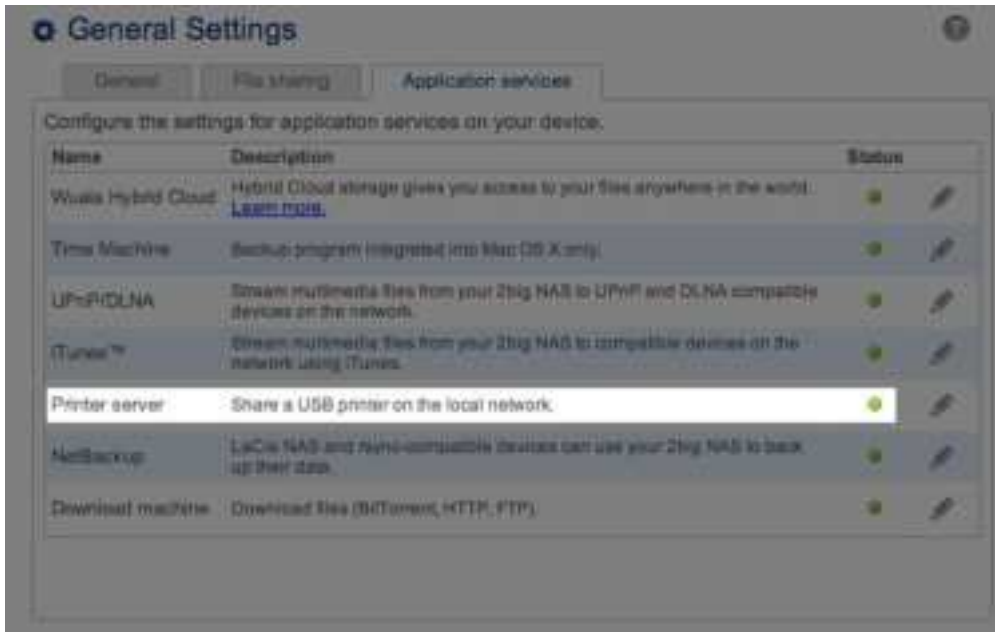 General Settings
General File sharing Application services
Configure the settings for application services on your device.
Name Description Status
Wuala Hybrid Cloud Hybrid Cloud storage gives you access to your files anywhere in the world.
Learn more.
Time Machine Backup program integrated into Mac OS X only.
UPnP/DLNA Stream multimedia files from your 2big NAS to UPnP and DLNA compatible
devices on the network.
iTunes™ Stream multimedia files from your 2big NAS to compatible devices on the
network using iTunes.
Printer server Share a USB printer on the local network.
NetBackup LaCie NAS and rsync-compatible devices can use your 2big NAS to back
up their data.
Download machine Download files (BitTorrent, HTTP, FTP)